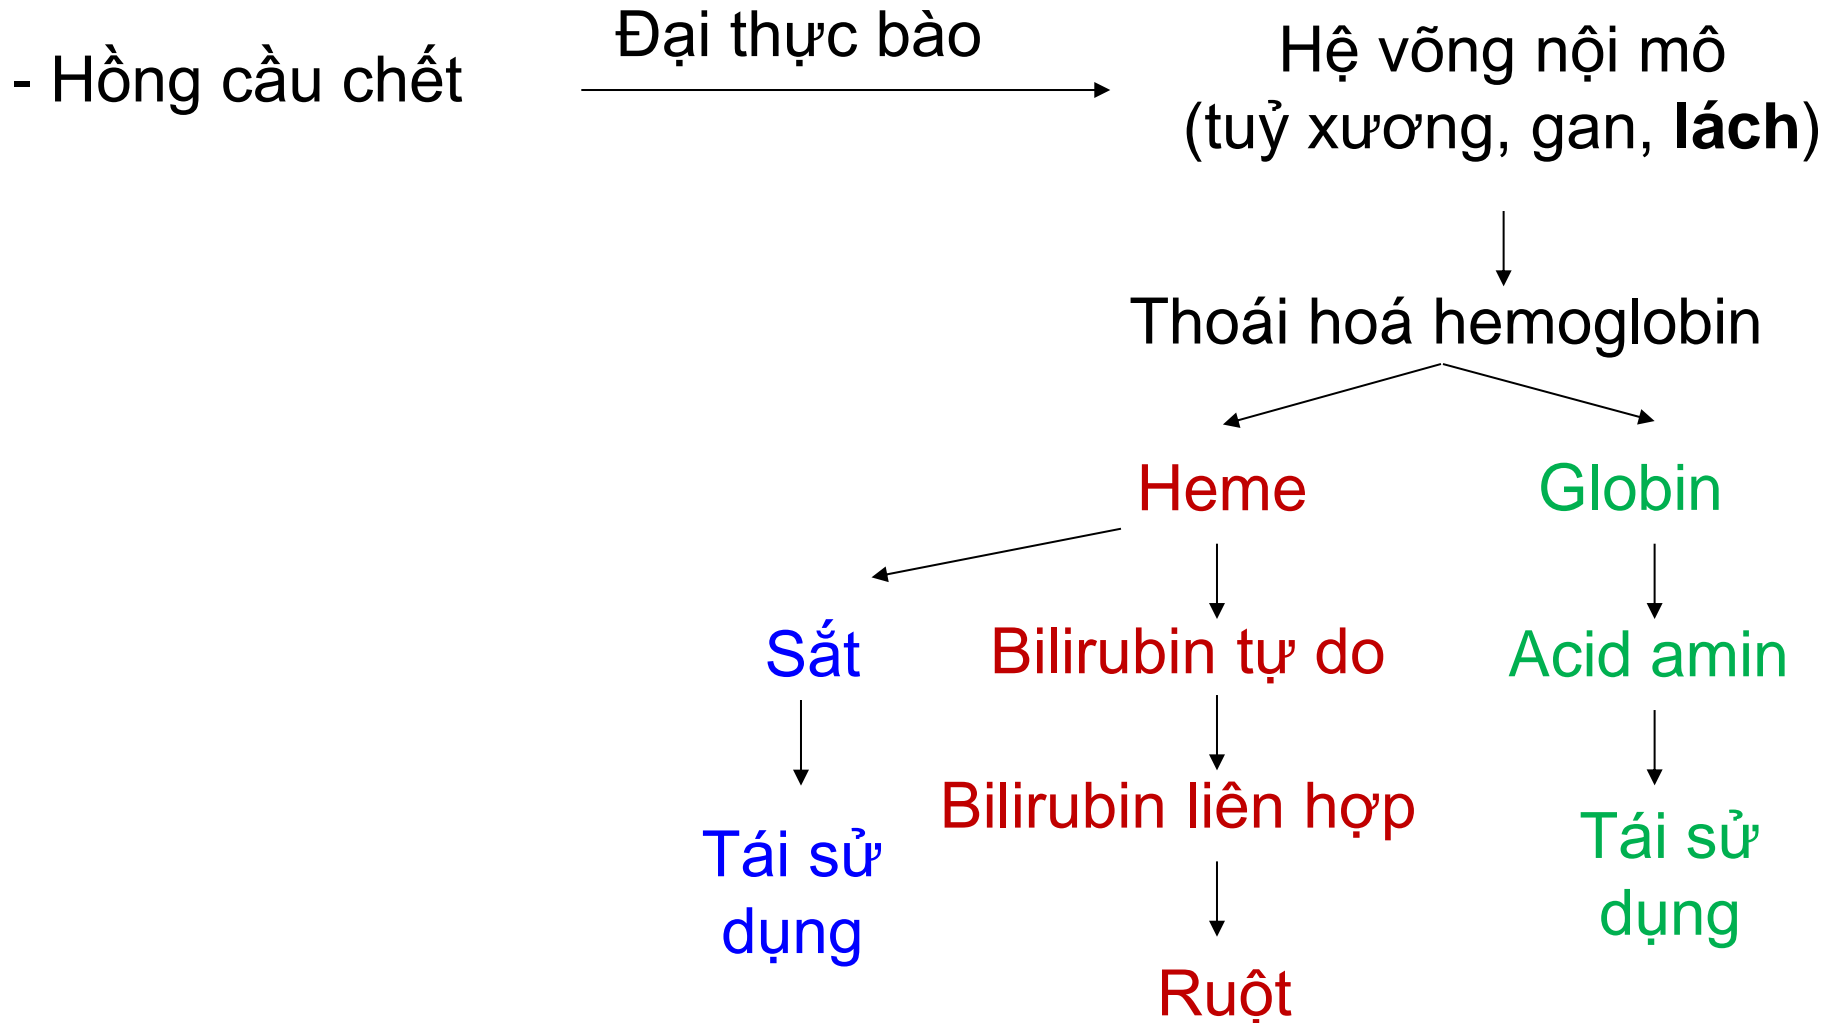 - Hồng cầu chết
Đại thực bào
Hệ võng nội mô
(tuỷ xương, gan, lách)
Thoái hoá hemoglobin
Heme
Globin
Sắt
Bilirubin tự do
Acid amin
Bilirubin liên hợp
Tái sử
dụng
Tái sử
dụng
Ruột